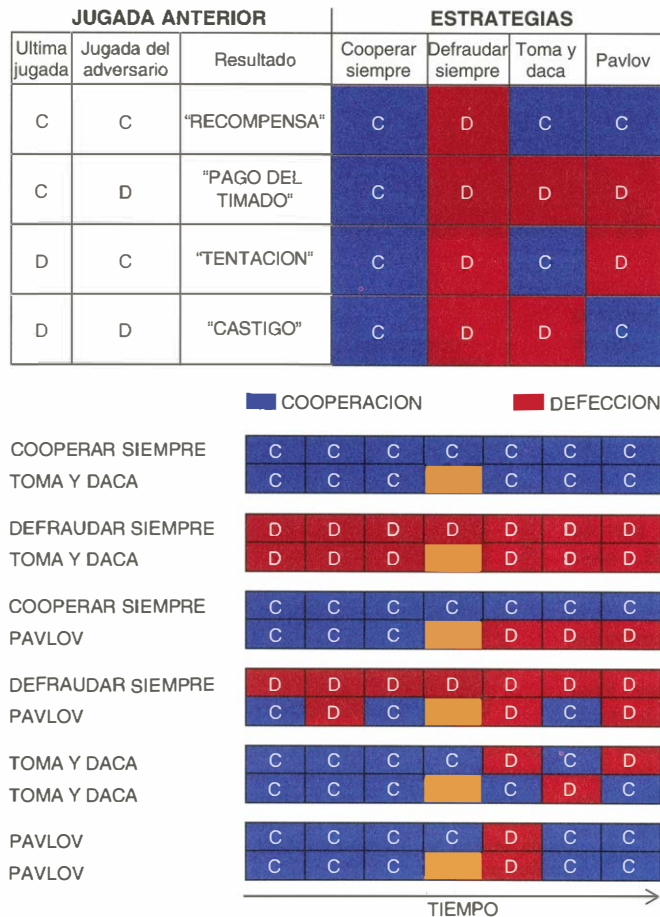 JUGADA ANTERIOR ESTRATEGIAS
Ultima jugada Jugada del adversario Resultado Cooperar siempre Defraudar siempre Toma y daca Pavlov
C C “RECOMPENSA” C D C C
C D “PAGO DEL TIMADO” C D D D
D C “TENTACION” C D C D
D D “CASTIGO” C D D C
COOPERACION DEFECCION
COOPERAR SIEMPRE C C C C C C C
TOMA Y DACA C C C C C C
DEFRAUDAR SIEMPRE D D D D D D D
TOMA Y DACA D D D D D D
COOPERAR SIEMPRE C C C C C C C
PAVLOV C C C D D D
DEFRAUDAR SIEMPRE D D D D D D D
PAVLOV C D C D C D
TOMA Y DACA C C C C D C D
TOMA Y DACA C C C C D C
PAVLOV C C C C D C C
PAVLOV C C C D C C
TIEMPO